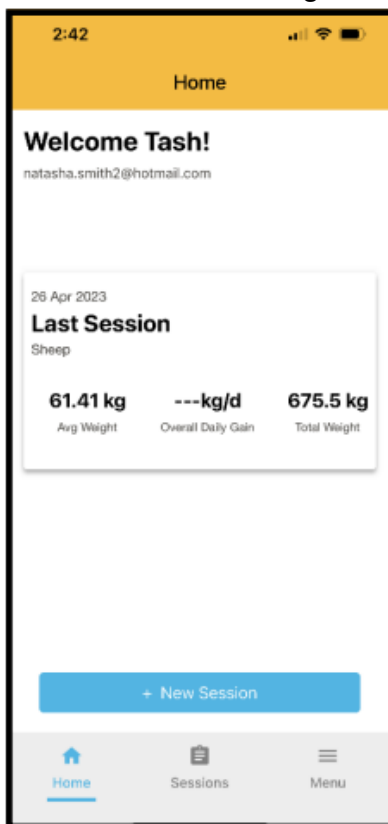 2:42
Home
Welcome Tash!
natasha.smith2@hotmail.com
26 Apr 2023
Last Session
Sheep
61.41 kg ---kg/d 675.5 kg
Avg Weight Overall Daily Gain Total Weight
+ New Session
Home Sessions Menu